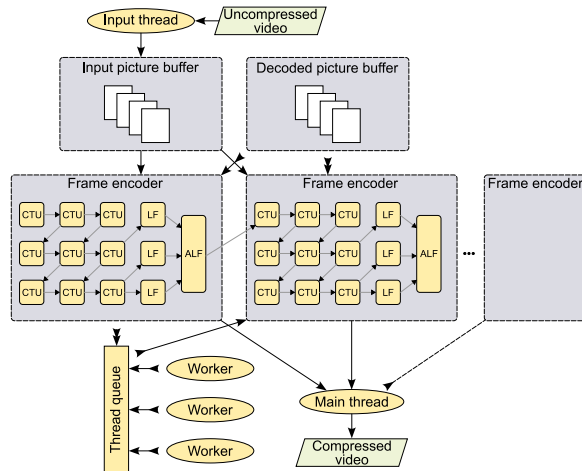 Input thread
Uncompressed
video
Input picture buffer
Decoded picture buffer
Frame encoder
Frame encoder
Frame encoder
CTU CTU CTU LF
CTU CTU CTU LF
CTU CTU CTU LF
ALF
CTU CTU CTU LF
CTU CTU CTU LF
CTU CTU CTU LF
ALF
...
Thread queue
Worker
Worker
Worker
Main thread
Compressed
video